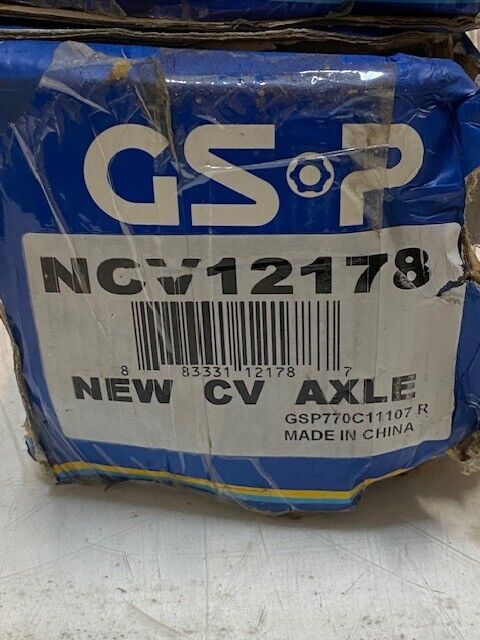 GSP
NCV12178
8 83331 12178 7
NEW CV AXLE
GSP770C11107 R
MADE IN CHINA